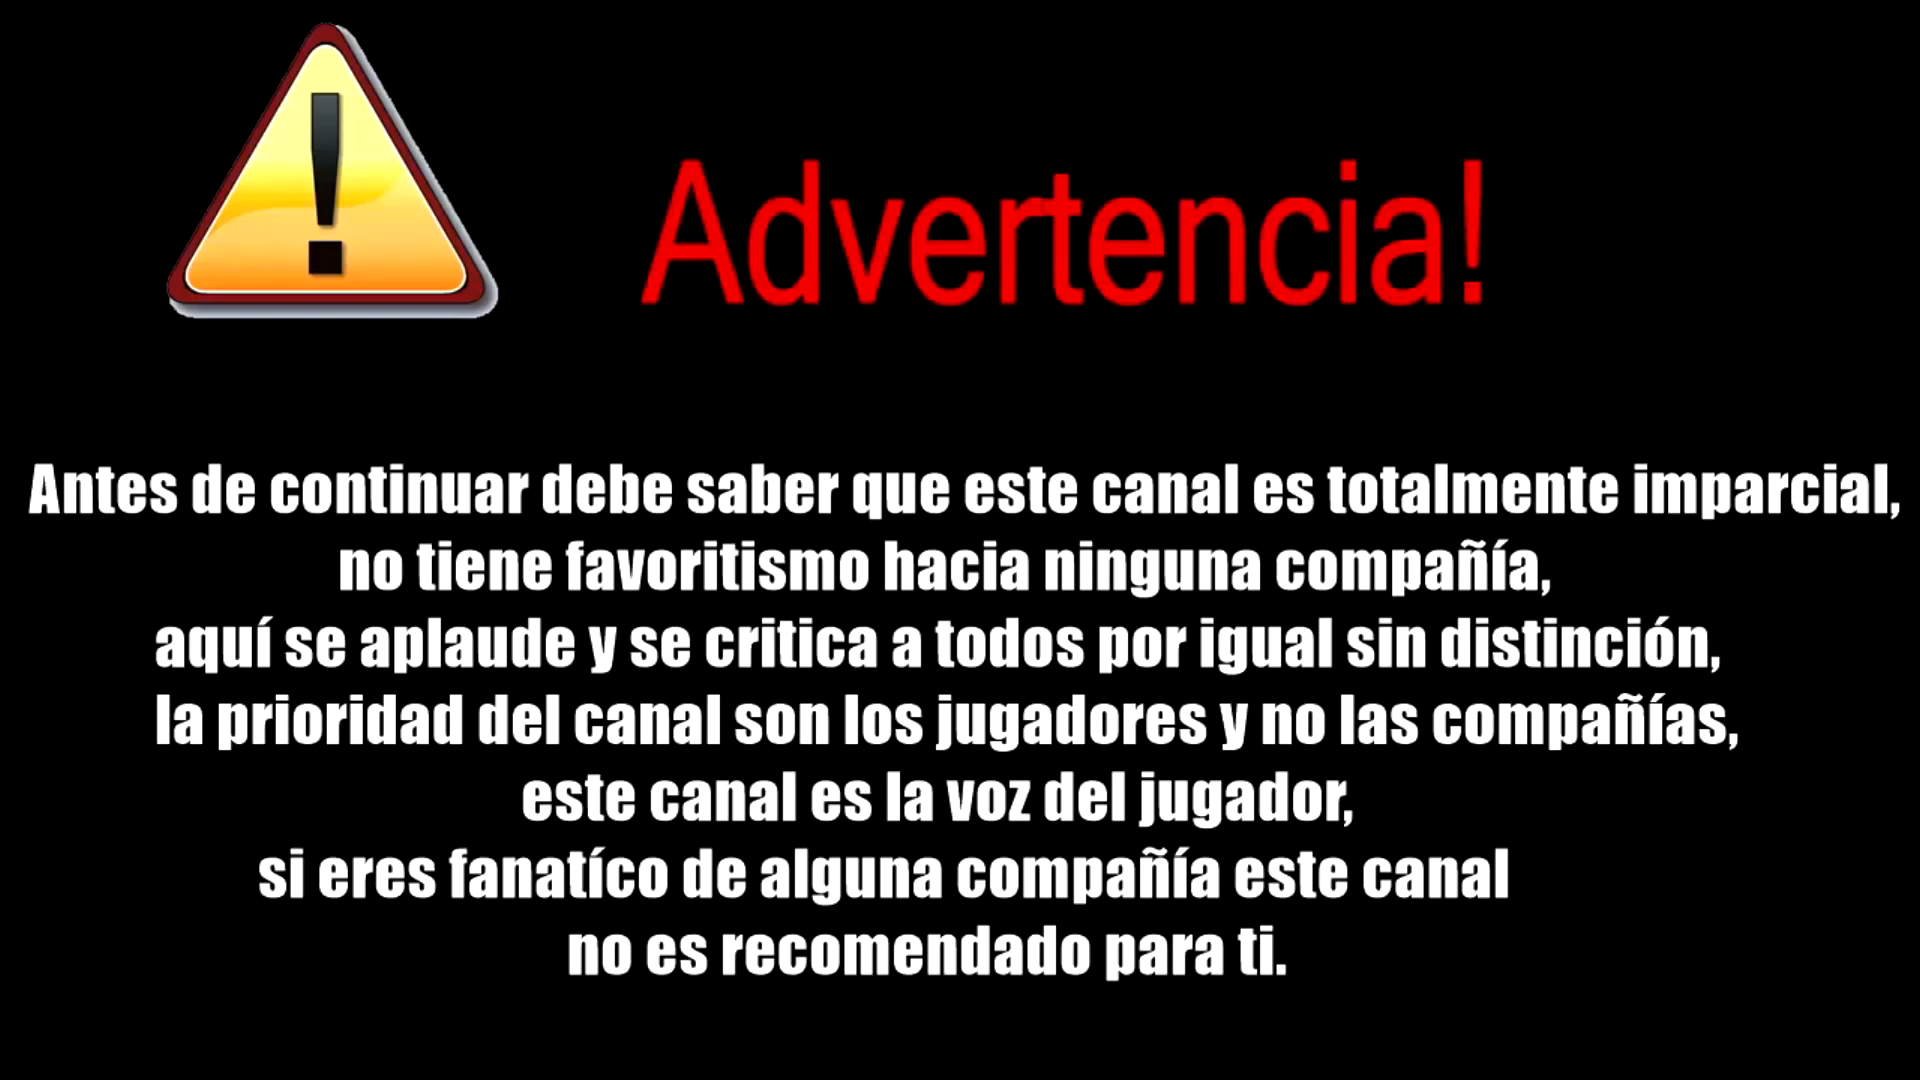 Advertencia!
Antes de continuar debe saber que este canal es totalmente imparcial,
no tiene favoritismo hacia ninguna compañía,
aquí se aplaude y se critica a todos por igual sin distinción,
la prioridad del canal son los jugadores y no las compañías,
este canal es la voz del jugador,
si eres fanatíco de alguna compañía este canal
no es recomendado para ti.